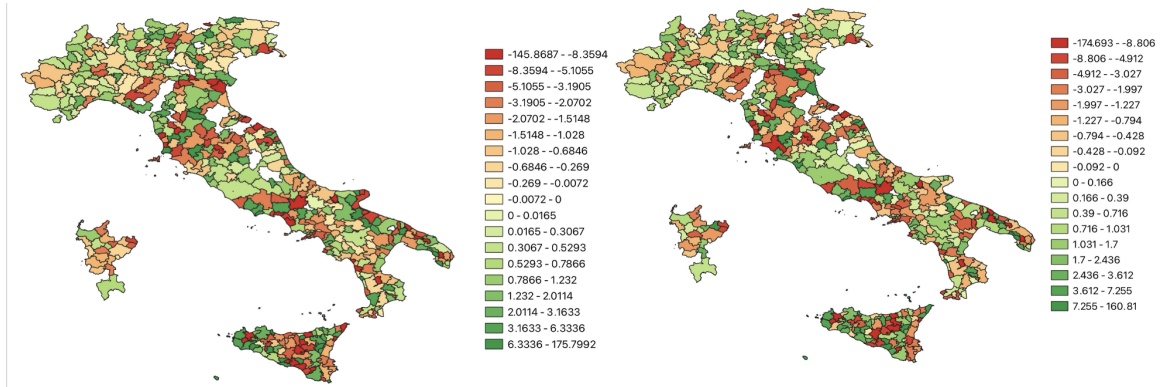 -145.8687 - -8.3594
-8.3594 - -5.1055
-5.1055 - -3.1905
-3.1905 - -2.0702
-2.0702 - -1.5148
-1.5148 - -1.028
-1.028 - -0.6846
-0.6846 - -0.269
-0.269 - -0.0072
-0.0072 - 0
0 - 0.0165
0.0165 - 0.3067
0.3067 - 0.5293
0.5293 - 0.7866
0.7866 - 1.232
1.232 - 2.0114
2.0114 - 3.1633
3.1633 - 6.3336
6.3336 - 175.7992
-174.693 - -8.806
-8.806 - -4.912
-4.912 - -3.027
-3.027 - -1.997
-1.997 - -1.227
-1.227 - -0.794
-0.794 - -0.428
-0.428 - -0.092
-0.092 - 0
0 - 0.166
0.166 - 0.39
0.39 - 0.716
0.716 - 1.031
1.031 - 1.7
1.7 - 2.436
2.436 - 3.612
3.612 - 7.255
7.255 - 160.81